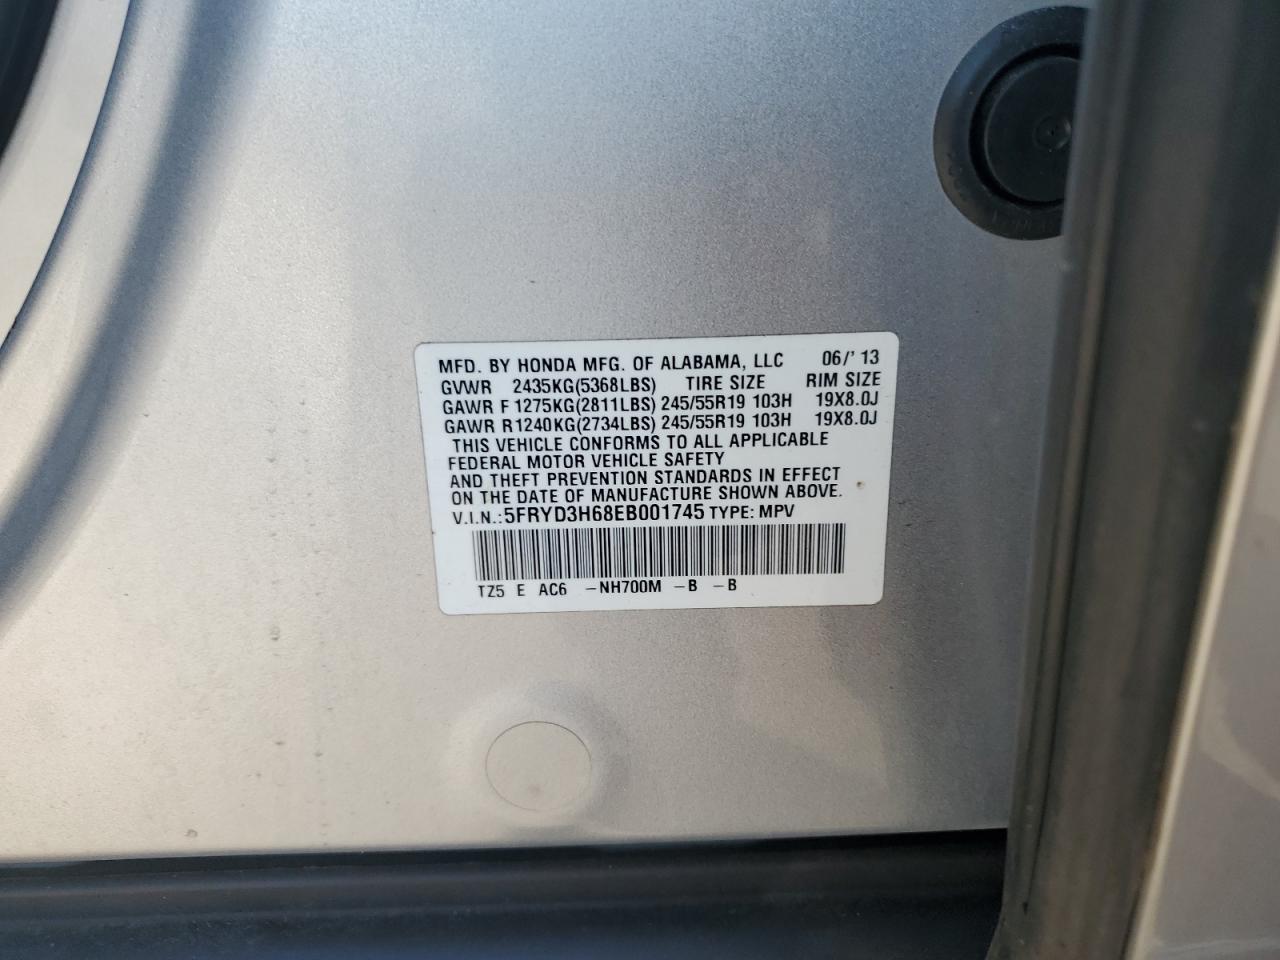 MFD. BY HONDA MFG. OF ALABAMA, LLC 06/'13
GVWR 2435KG(5368LBS) TIRE SIZE RIM SIZE
GAWR F 1275KG(2811LBS) 245/55R19 103H 19X8.0J
GAWR R1240KG(2734LBS) 245/55R19 103H 19X8.0J
THIS VEHICLE CONFORMS TO ALL APPLICABLE
FEDERAL MOTOR VEHICLE SAFETY
AND THEFT PREVENTION STANDARDS IN EFFECT
ON THE DATE OF MANUFACTURE SHOWN ABOVE.
V.I.N.:5FRYD3H68EB001745 TYPE: MPV
TZ5 E AC6 -NH700M -B -B